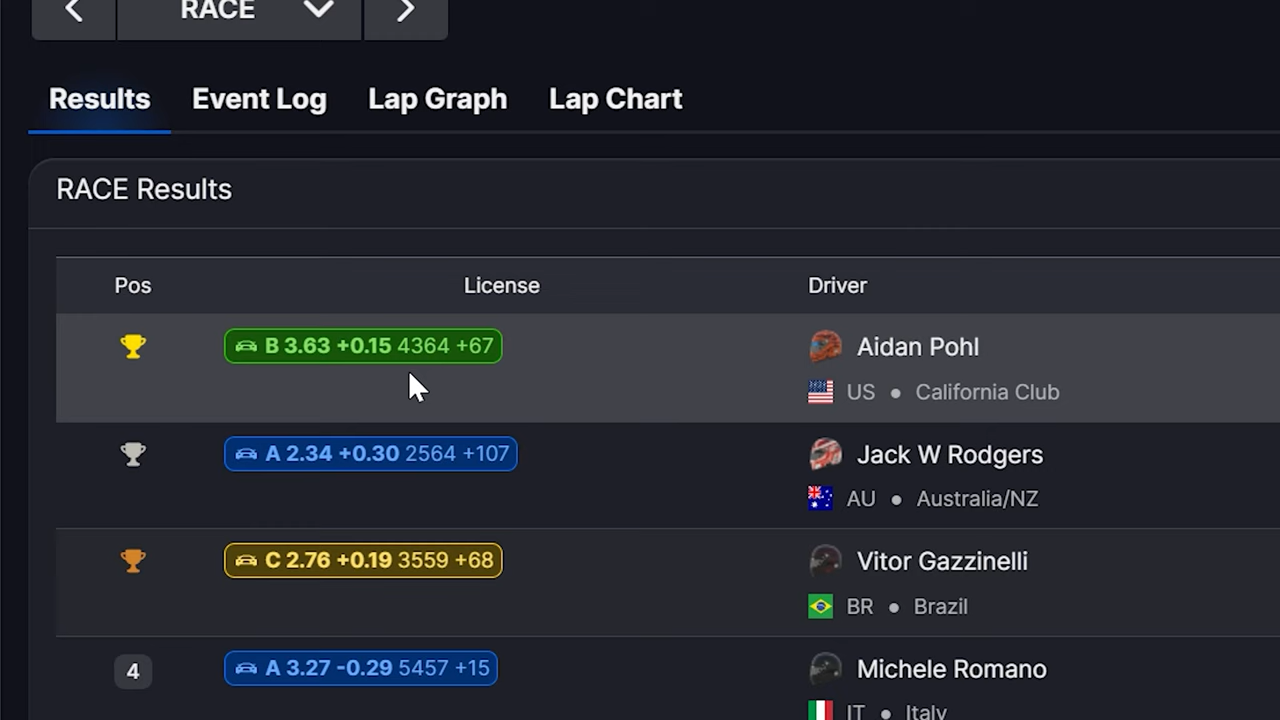 RACE
Results Event Log Lap Graph Lap Chart
RACE Results
Pos License Driver
B 3.63 +0.15 4364 +67 Aidan Pohl
US • California Club
A 2.34 +0.30 2564 +107 Jack W Rodgers
AU • Australia/NZ
C 2.76 +0.19 3559 +68 Vitor Gazzinelli
BR • Brazil
4 A 3.27 -0.29 5457 +15 Michele Romano
IT • Italy